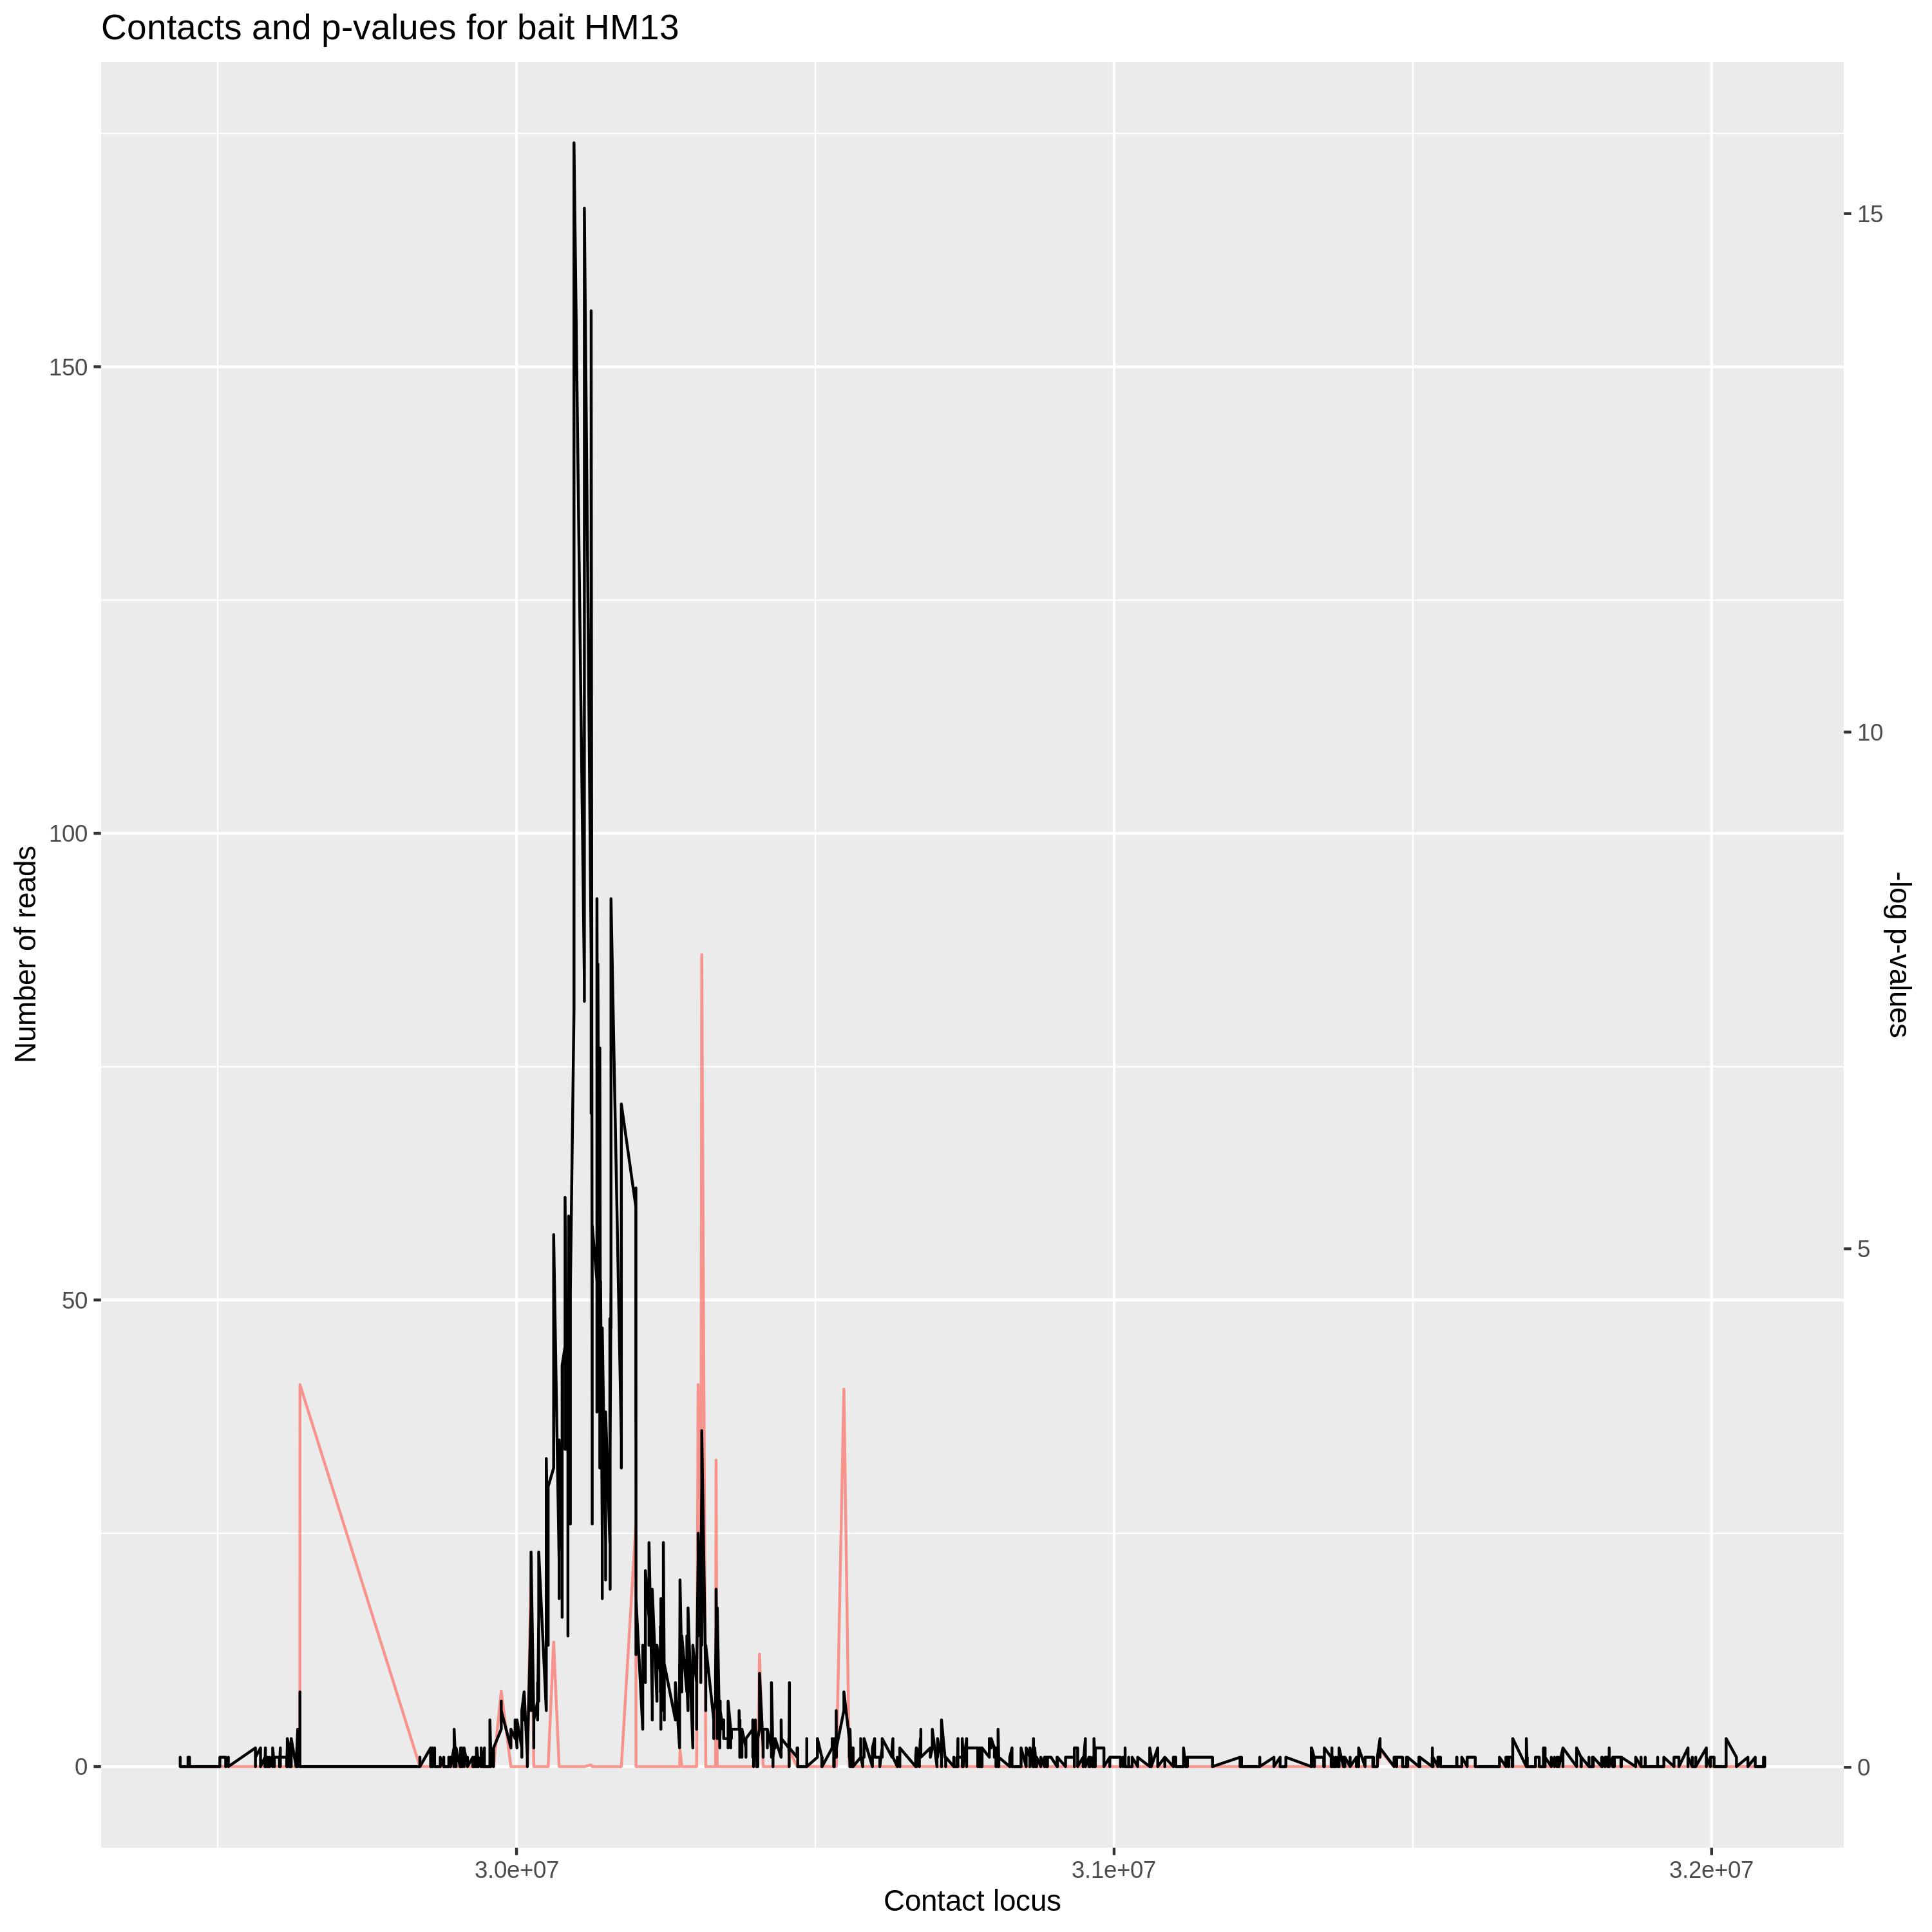 Contacts and p-values for bait HM13
150
100
50
0
Number of reads
15
10
5
0
-log p-values
3.0e+07
3.1e+07
3.2e+07
Contact locus